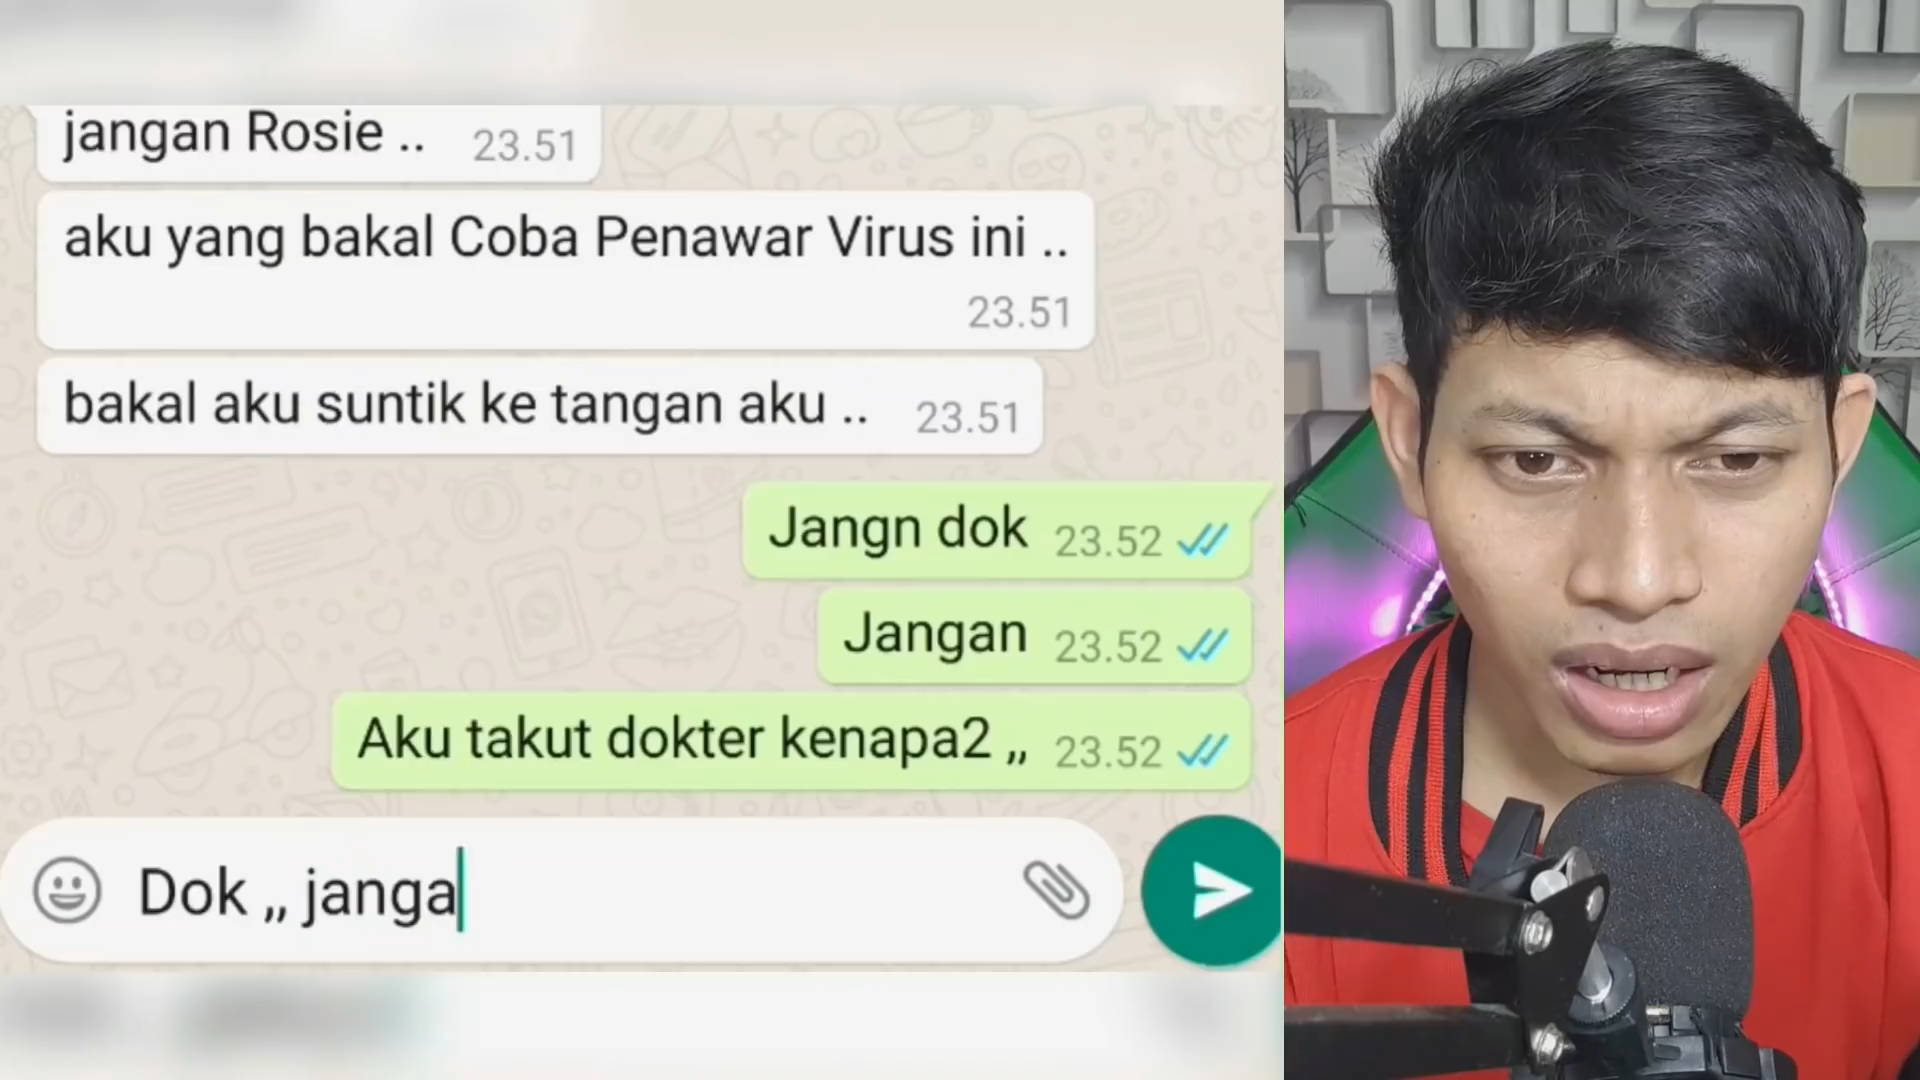 jangan Rosie .. 23.51
aku yang bakal Coba Penawar Virus ini ..
23.51
bakal aku suntik ke tangan aku .. 23.51
Jangn dok 23.52
Jangan 23.52
Aku takut dokter kenapa2 ,, 23.52
Dok ,, janga